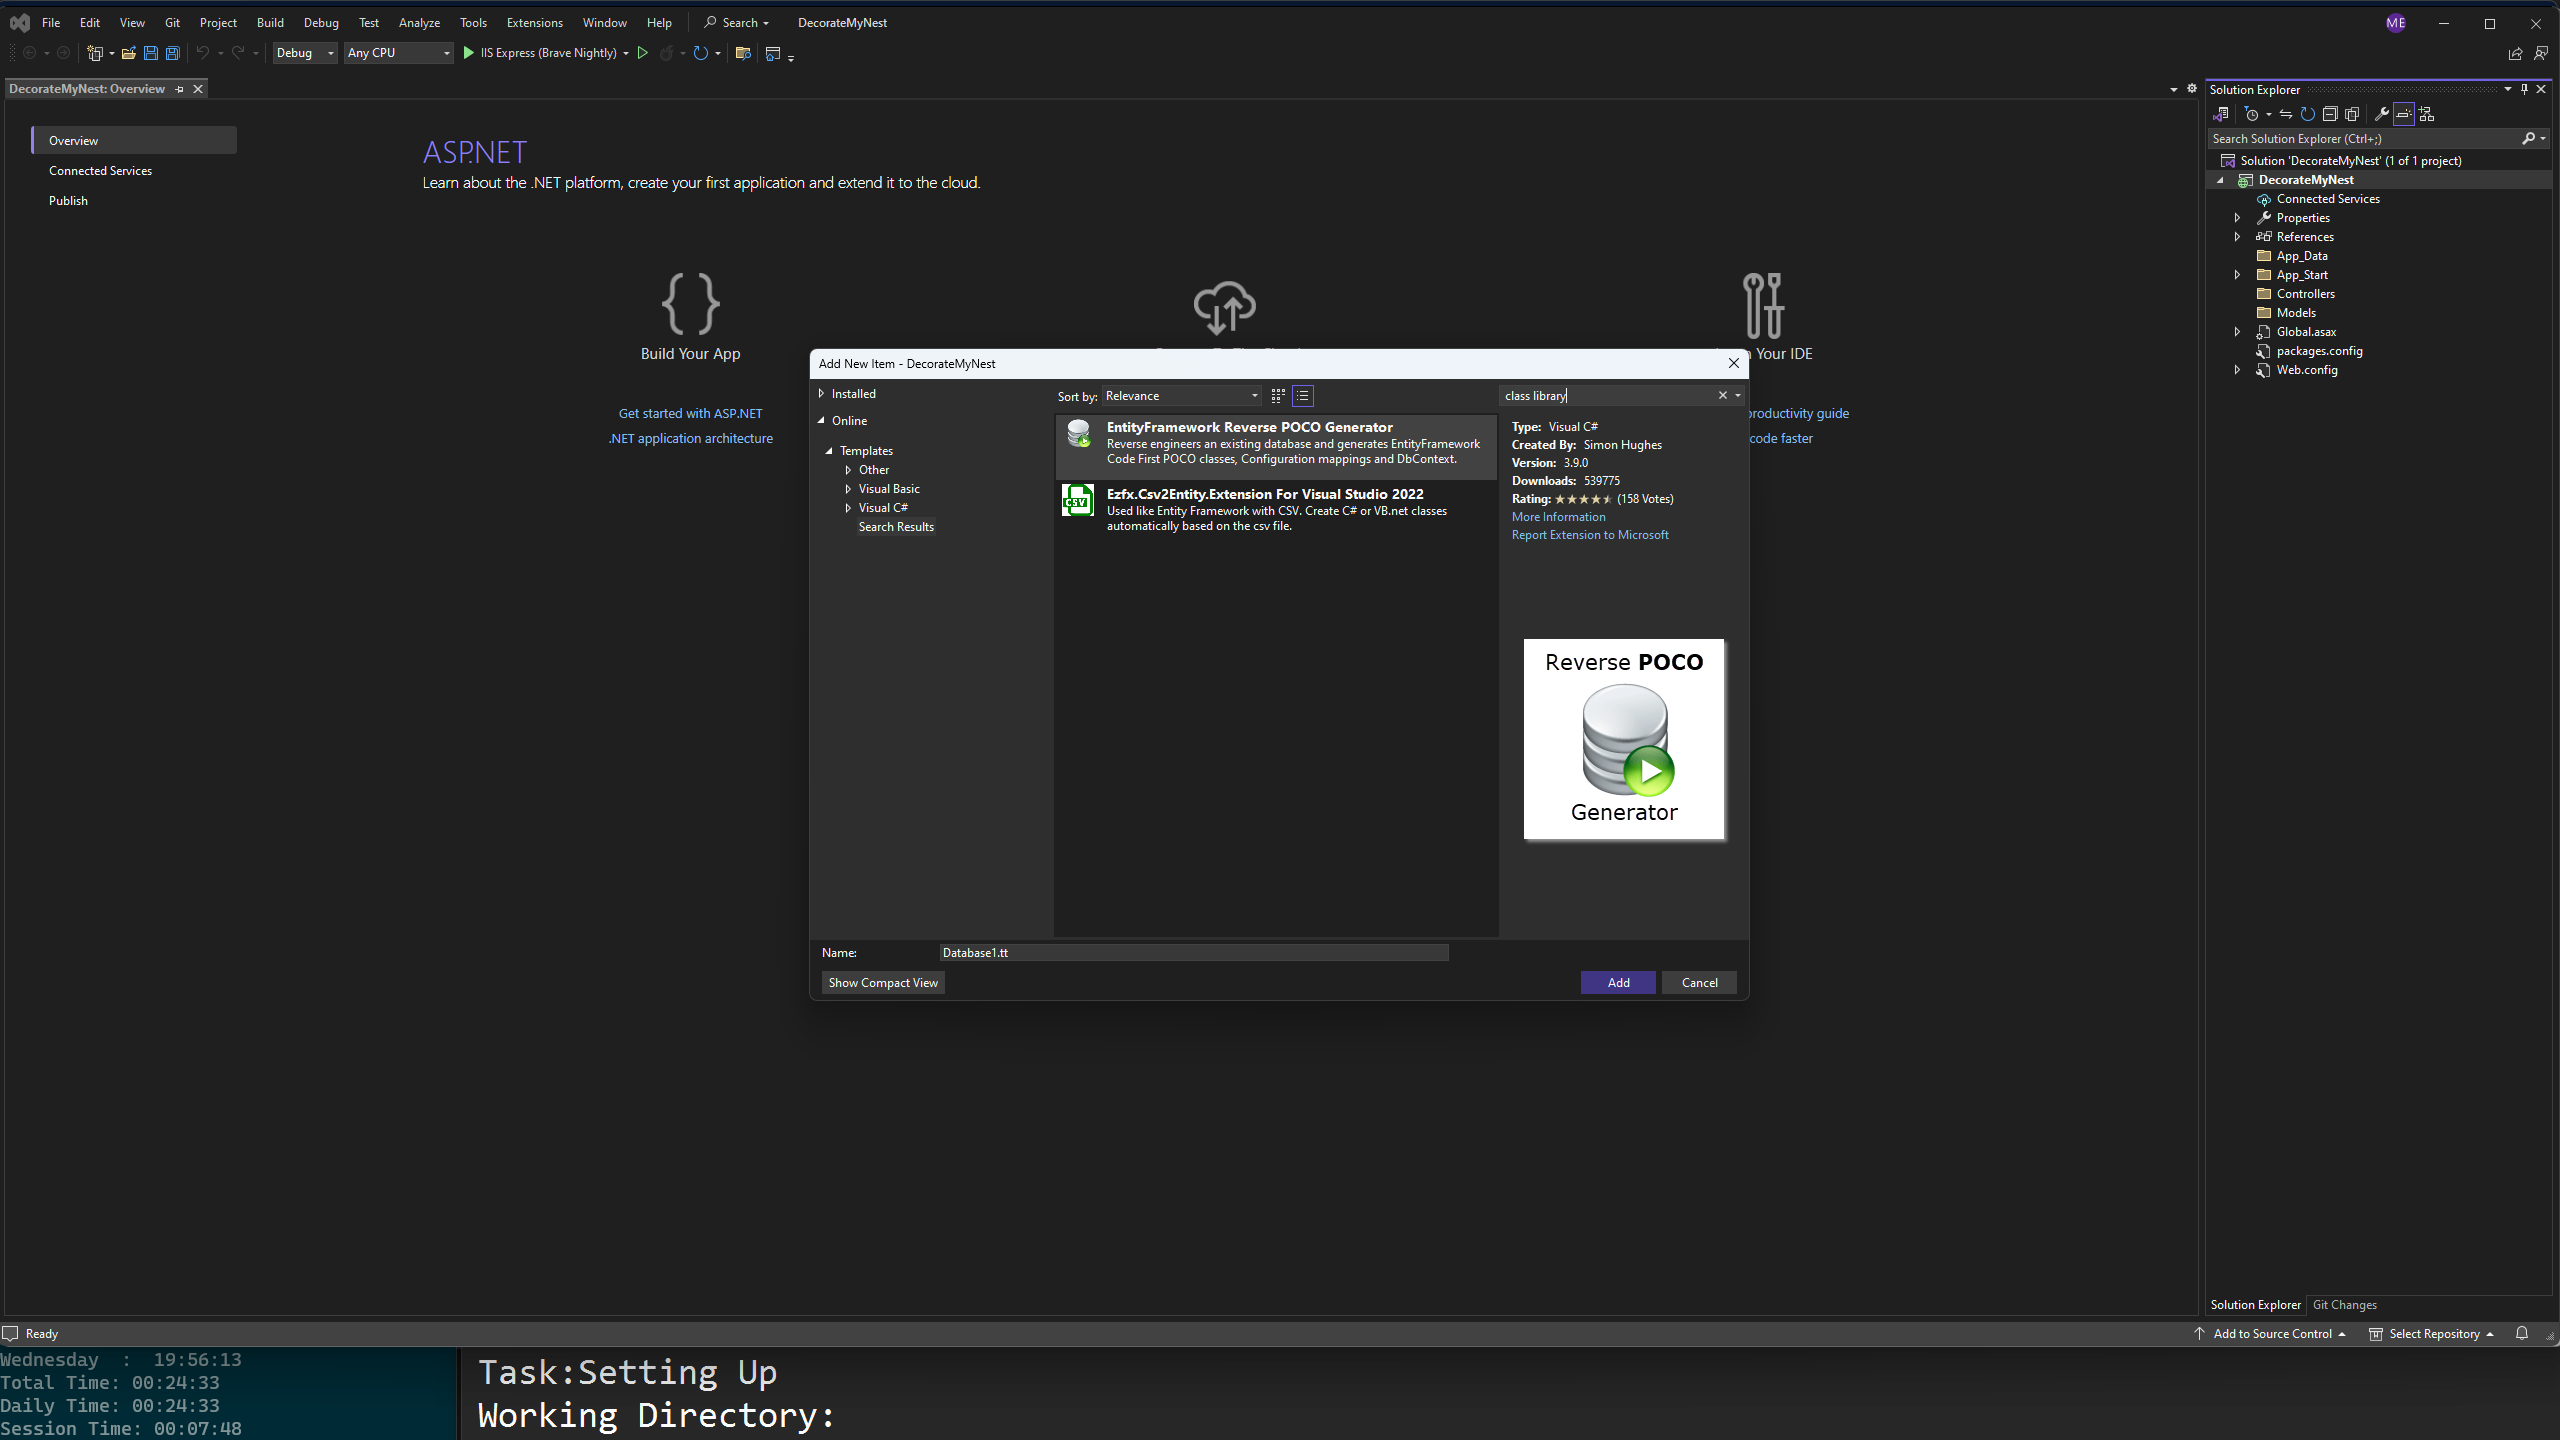 File Edit View Git Project Build Debug Test Analyze Tools Extensions Window Help Search DecorateMyNest ME
Debug Any CPU IIS Express (Brave Nightly)
DecorateMyNest: Overview
Overview
Connected Services
Publish
ASP.NET
Learn about the .NET platform, create your first application and extend it to the cloud.
Build Your App
Your IDE
Get started with ASP.NET
.NET application architecture
productivity guide
code faster
Add New Item - DecorateMyNest
Installed
Online
Templates
Other
Visual Basic
Visual C#
Search Results
Sort by: Relevance
class library
EntityFramework Reverse POCO Generator
Reverse engineers an existing database and generates EntityFramework
Code First POCO classes, Configuration mappings and DbContext.
Ezfx.Csv2Entity.Extension For Visual Studio 2022
Used like Entity Framework with CSV. Create C# or VB.net classes
automatically based on the csv file.
CSV
Type: Visual C#
Created By: Simon Hughes
Version: 3.9.0
Downloads: 539775
Rating: (158 Votes)
More Information
Report Extension to Microsoft
Reverse POCO
Generator
Name: Database1.tt
Show Compact View
Add Cancel
Solution Explorer
Search Solution Explorer (Ctrl+;)
Solution 'DecorateMyNest' (1 of 1 project)
DecorateMyNest
Connected Services
Properties
References
App_Data
App_Start
Controllers
Models
Global.asax
packages.config
Web.config
Solution Explorer Git Changes
Ready
Add to Source Control Select Repository
Wednesday : 19:56:13
Total Time: 00:24:33
Daily Time: 00:24:33
Session Time: 00:07:48
Task:Setting Up
Working Directory: